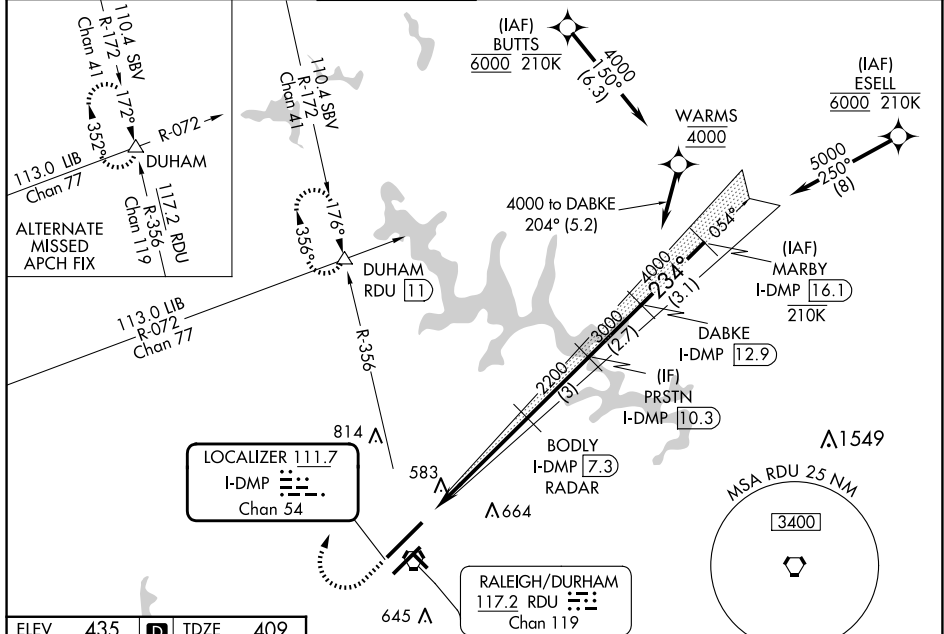 110.4 SBV
R-172
Chan 41
172°
352°
R-072
DUHAM
113.0 LIB
Chan 77
117.2 RDU
R-356
Chan 119
ALTERNATE
MISSED
APCH FIX
110.4 SBV
R-172
Chan 41
176°
356°
DUHAM
RDU 11
113.0 LIB
R-072
Chan 77
R-356
(IAF)
BUTTS
6000 210K
4000
150°
(6.3)
WARMS
4000
(IAF)
ESELL
6000 210K
5000
250°
(8)
4000 to DABKE
204° (5.2)
054°
4000
234°
(3.1)
(IAF)
MARBY
I-DMP 16.1
210K
3000
(2.7)
DABKE
I-DMP 12.9
2200
(3)
(IF)
PRSTN
I-DMP 10.3
BODLY
I-DMP 7.3
RADAR
814
583
664
1549
LOCALIZER 111.7
I-DMP
Chan 54
MSA RDU 25 NM
3400
RALEIGH/DURHAM
117.2 RDU
Chan 119
645
ELEV 435 D TDZE 409